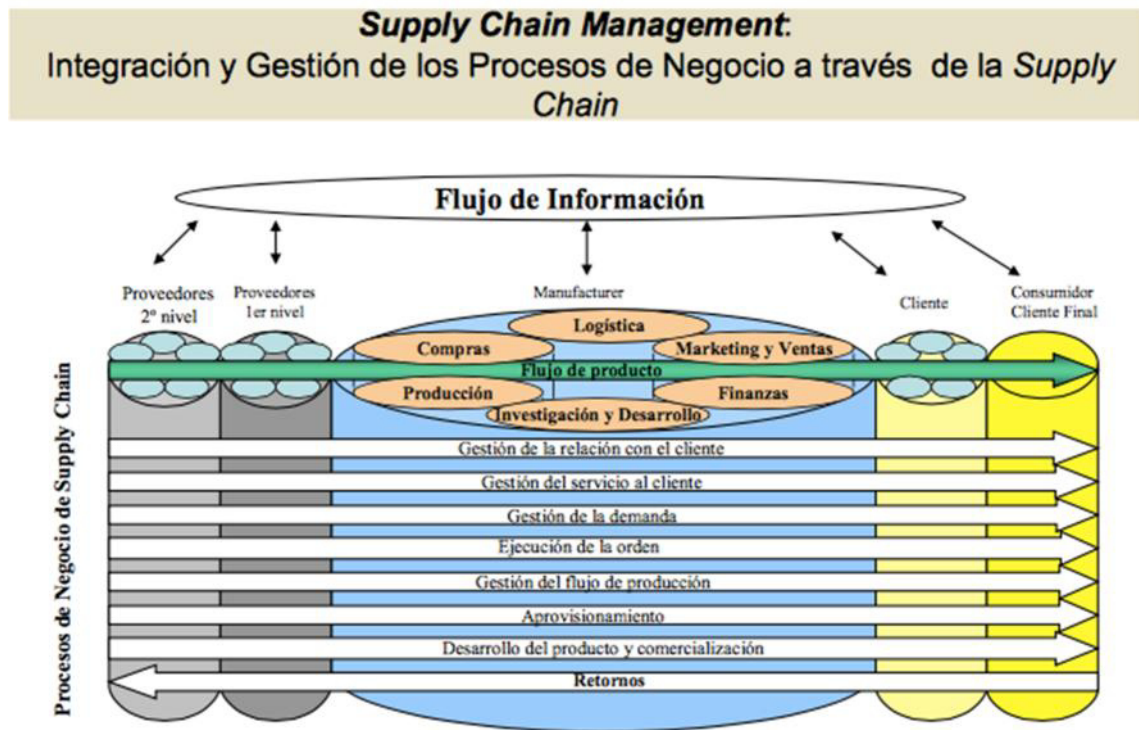 Supply Chain Management:
Integración y Gestión de los Procesos de Negocio a través de la Supply
Chain
Flujo de Información
Proveedores
2º nivel
Proveedores
1er nivel
Manufacturer
Cliente
Consumidor
Cliente Final
Logística
Compras
Marketing y Ventas
Flujo de producto
Producción
Finanzas
Investigación y Desarrollo
Procesos de Negocio de Supply Chain
Gestión de la relación con el cliente
Gestión del servicio al cliente
Gestión de la demanda
Ejecución de la orden
Gestión del flujo de producción
Aprovisionamiento
Desarrollo del producto y comercialización
Retornos